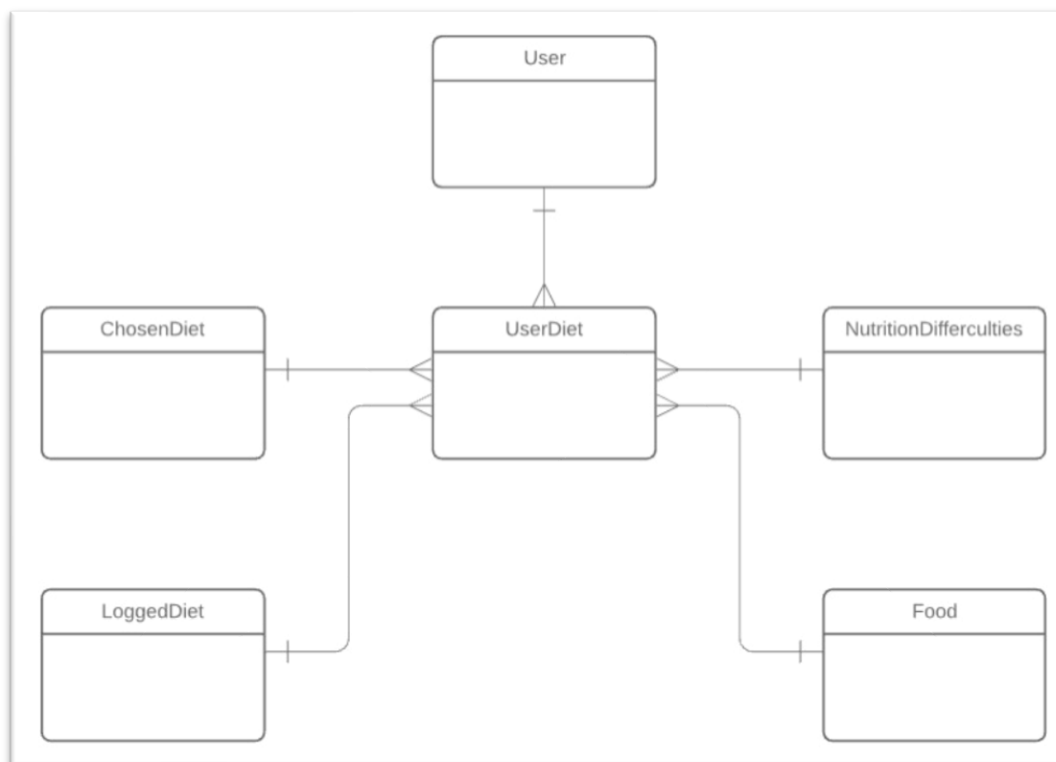 User
ChosenDiet
UserDiet
NutritionDifferculties
LoggedDiet
Food